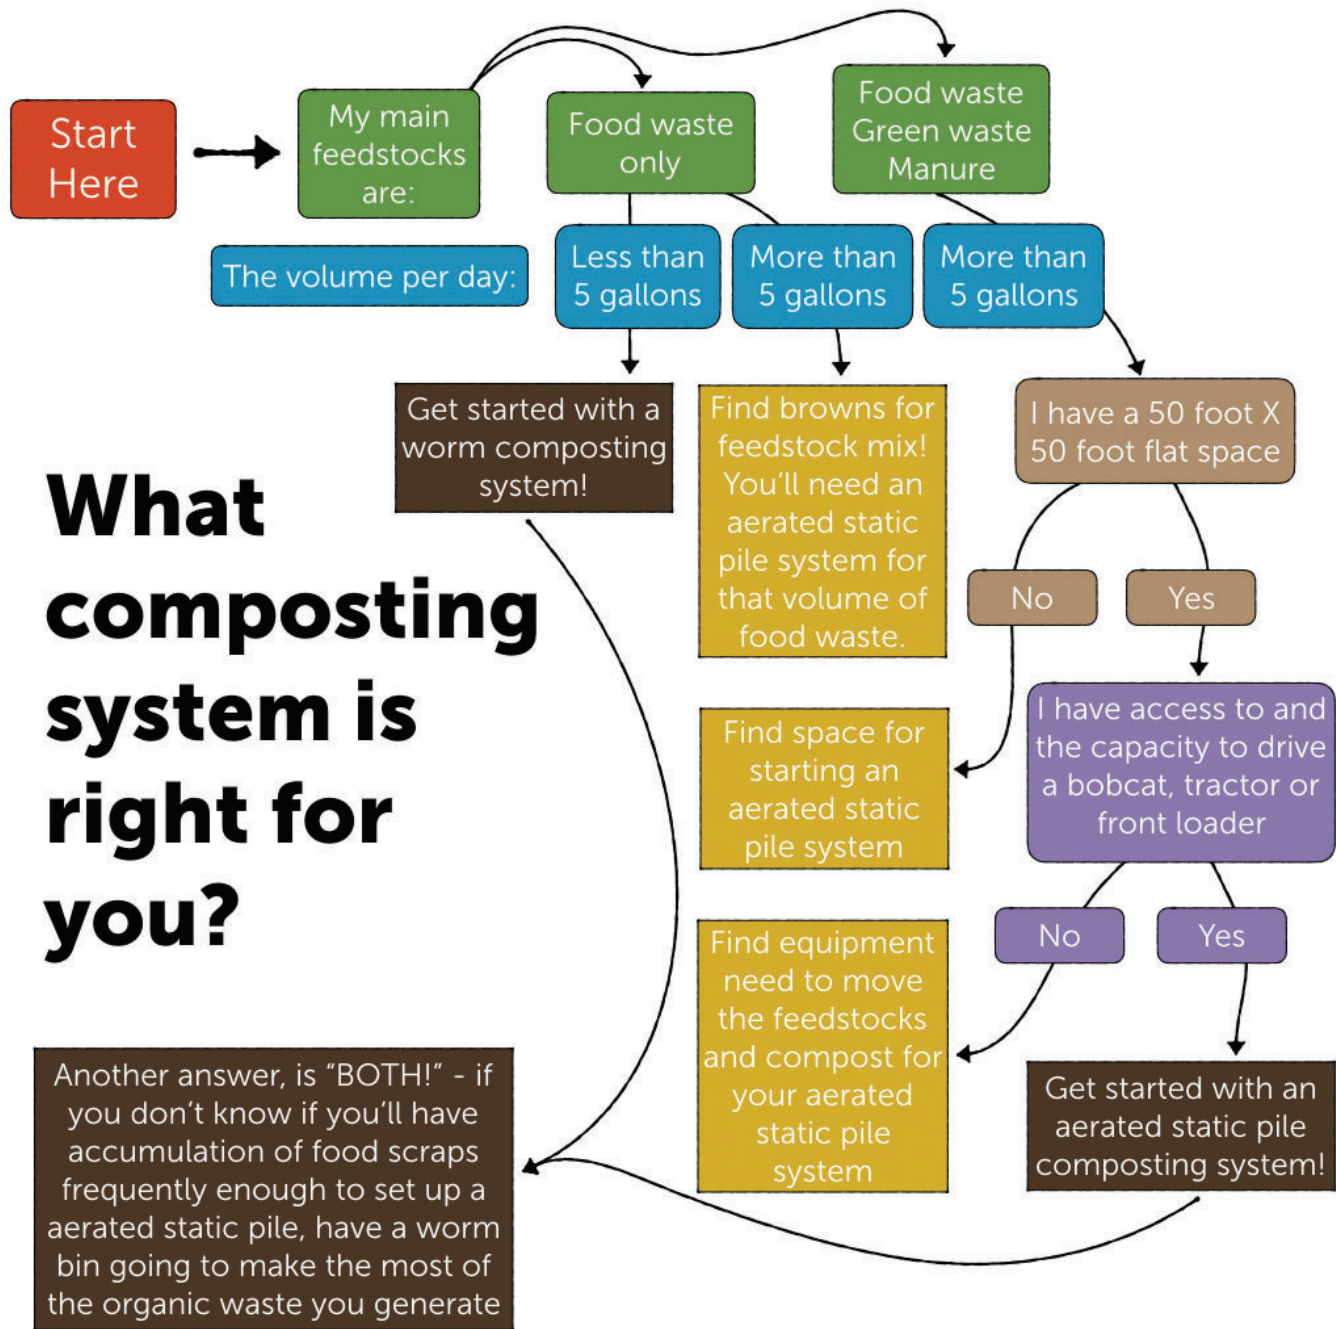 Start
Here
My main
feedstocks
are:
Food waste
only
Food waste
Green waste
Manure
The volume per day:
Less than
5 gallons
More than
5 gallons
More than
5 gallons
Get started with a
worm composting
system!
Find browns for
feedstock mix!
You'll need an
aerated static
pile system for
that volume of
food waste.
I have a 50 foot X
50 foot flat space
No
Yes
What
composting
system is
right for
you?
Find space for
starting an
aerated static
pile system
I have access to and
the capacity to drive
a bobcat, tractor or
front loader
No
Yes
Find equipment
need to move
the feedstocks
and compost for
your aerated
static pile
system
Get started with an
aerated static pile
composting system!
Another answer, is “BOTH!” - if
you don't know if you'll have
accumulation of food scraps
frequently enough to set up a
aerated static pile, have a worm
bin going to make the most of
the organic waste you generate